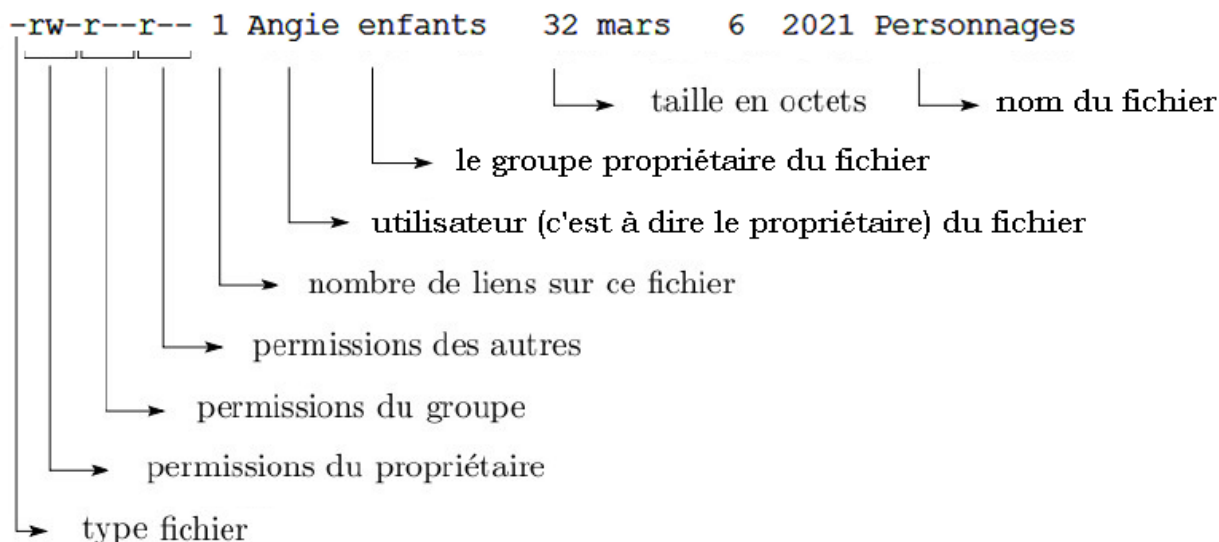 -rw-r--r-- 1 Angie enfants 32 mars 6 2021 Personnages
taille en octets
nom du fichier
le groupe propriétaire du fichier
utilisateur (c'est à dire le propriétaire) du fichier
nombre de liens sur ce fichier
permissions des autres
permissions du groupe
permissions du propriétaire
type fichier